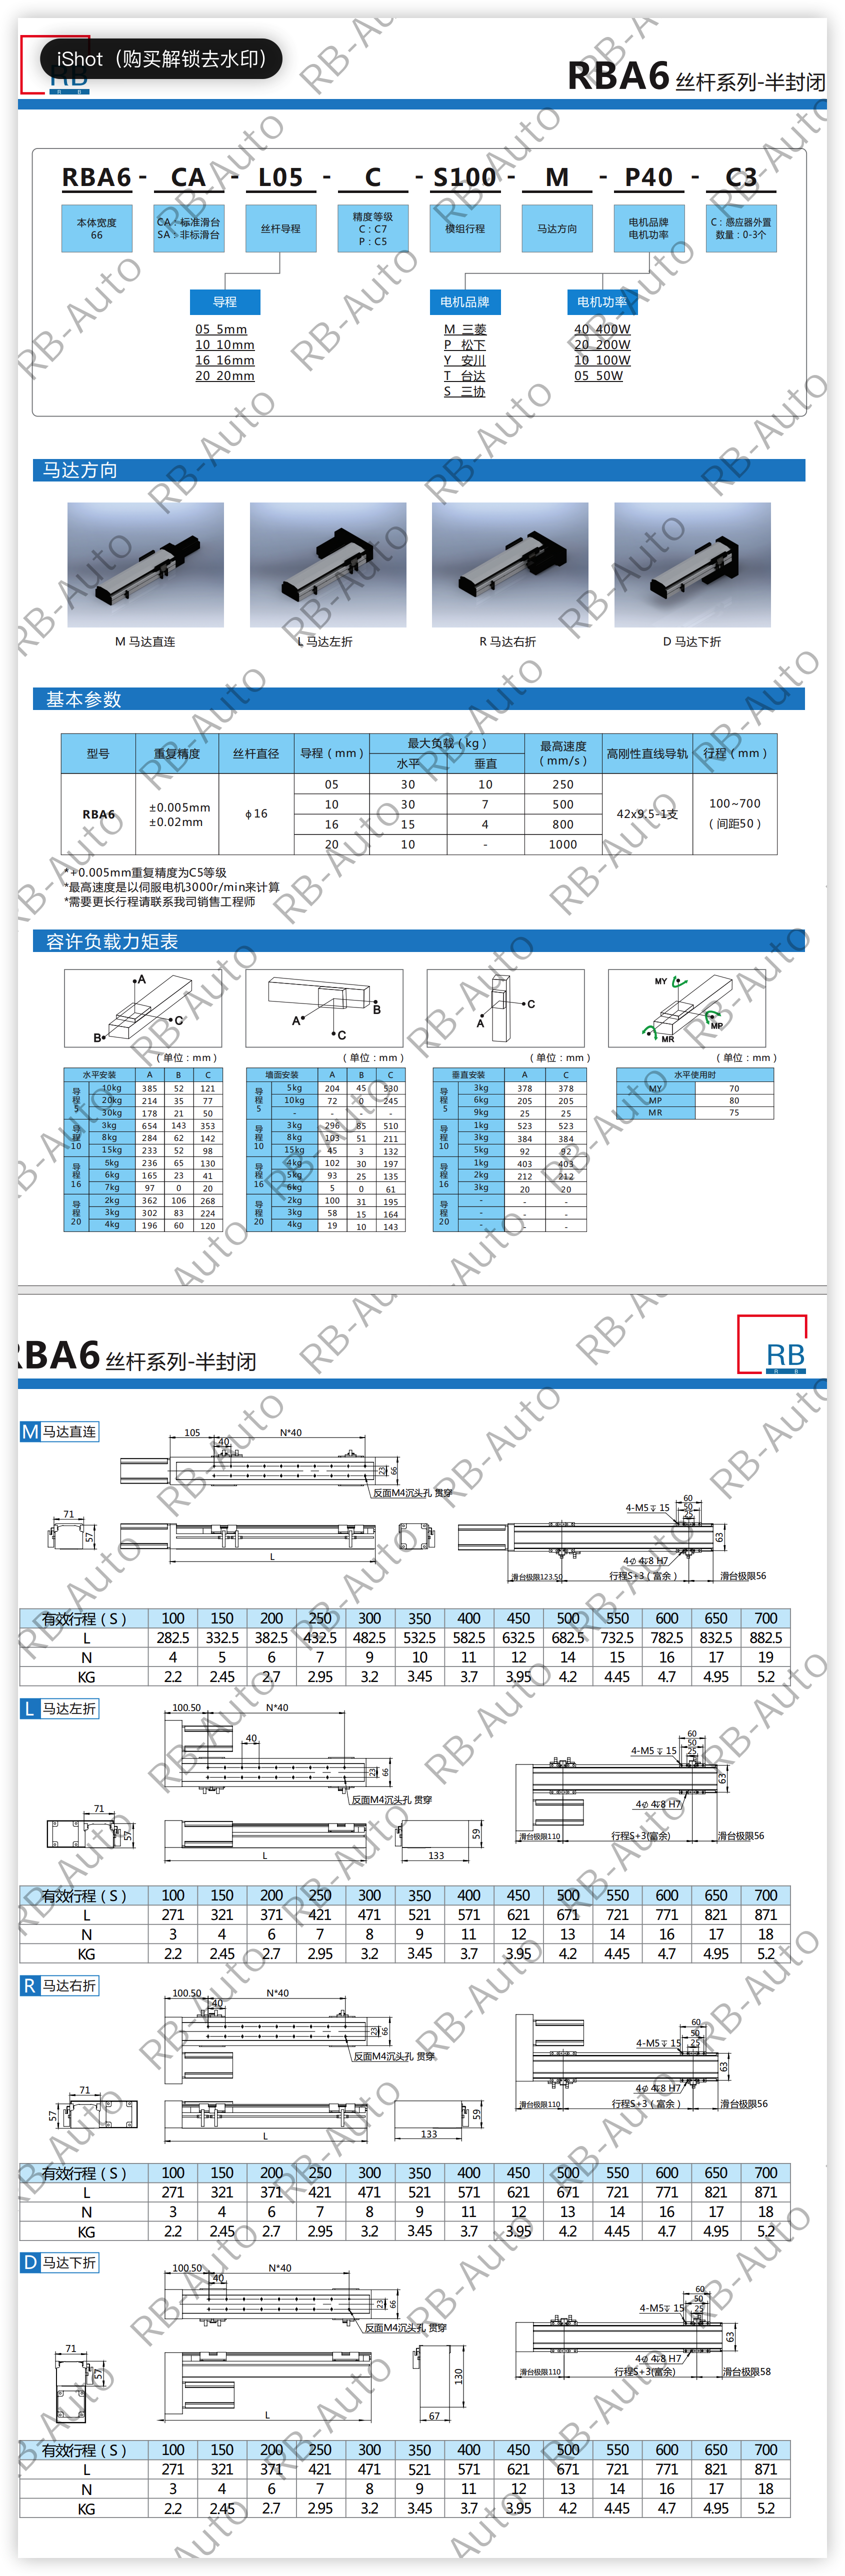 iShot（购买解锁去水印）
RB
R B
RBA6 丝杆系列-半封闭
RBA6 - CA - L05 - C - S100 - M - P40 - C3
本体宽度
66
CA：标准滑台
SA：非标滑台
丝杆导程
精度等级
C：C7
P：C5
模组行程
马达方向
电机品牌
电机功率
C：感应器外置
数量：0-3个
导程
电机品牌
电机功率
05 5mm
10 10mm
16 16mm
20 20mm
M 三菱
P 松下
Y 安川
T 台达
S 三协
40 400W
20 200W
10 100W
05 50W
马达方向
M 马达直连
L 马达左折
R 马达右折
D 马达下折
基本参数
型号 重复精度 丝杆直径 导程（mm） 最大负载（kg） 最高速度（mm/s） 高刚性直线导轨 行程（mm）
水平 垂直
RBA6 ±0.005mm ±0.02mm ϕ16 42x9.5-1支 100~700（间距50）
05 30 10 250
10 30 7 500
16 15 4 800
20 10 - 1000
*+0.005mm重复精度为C5等级
*最高速度是以伺服电机3000r/min来计算
*需要更长行程请联系我司销售工程师
容许负载力矩表
A B C
A B C
A C
MY MP MR
（单位：mm） （单位：mm） （单位：mm） （单位：mm）
水平安装 A B C
导程5 10kg 385 52 121
20kg 214 35 77
30kg 178 21 50
导程10 3kg 654 143 353
8kg 284 62 142
15kg 233 52 98
导程16 5kg 236 65 130
6kg 165 23 41
7kg 97 0 20
导程20 2kg 362 106 268
3kg 302 83 224
4kg 196 60 120
墙面安装 A B C
导程5 5kg 204 45 530
10kg 72 0 245
- - - -
导程10 3kg 296 85 510
8kg 103 51 211
15kg 45 3 132
导程16 4kg 102 30 197
5kg 93 25 135
6kg 5 0 61
导程20 2kg 100 31 195
3kg 58 15 164
4kg 19 10 143
垂直安装 A C
导程5 3kg 378 378
6kg 205 205
9kg 25 25
导程10 1kg 523 523
3kg 384 384
5kg 92 92
导程16 1kg 403 403
2kg 212 212
3kg 20 20
导程20 - - -
- - -
- - -
水平使用时
MY 70
MP 80
MR 75
RBA6 丝杆系列-半封闭
RB
R B
M 马达直连
105 N*40
40
23 66
反面M4沉头孔 贯穿
71 57
L
60
50
25
4-M5↧15
63
4ϕ 4↧8 H7
滑台极限123.50 行程S+3（富余） 滑台极限56
有效行程（S） 100 150 200 250 300 350 400 450 500 550 600 650 700
L 282.5 332.5 382.5 432.5 482.5 532.5 582.5 632.5 682.5 732.5 782.5 832.5 882.5
N 4 5 6 7 9 10 11 12 14 15 16 17 19
KG 2.2 2.45 2.7 2.95 3.2 3.45 3.7 3.95 4.2 4.45 4.7 4.95 5.2
L 马达左折
100.50 N*40
40
23 66
反面M4沉头孔 贯穿
71 57
L
133 59
60
50
25
4-M5↧15
63
4ϕ 4↧8 H7
滑台极限110 行程S+3(富余) 滑台极限56
有效行程（S） 100 150 200 250 300 350 400 450 500 550 600 650 700
L 271 321 371 421 471 521 571 621 671 721 771 821 871
N 3 4 6 7 8 9 11 12 13 14 16 17 18
KG 2.2 2.45 2.7 2.95 3.2 3.45 3.7 3.95 4.2 4.45 4.7 4.95 5.2
R 马达右折
100.50 N*40
40
23 66
反面M4沉头孔 贯穿
71 57
L
133 59
60
50
25
4-M5↧15
63
4ϕ 4↧8 H7
滑台极限110 行程S+3（富余） 滑台极限56
有效行程（S） 100 150 200 250 300 350 400 450 500 550 600 650 700
L 271 321 371 421 471 521 571 621 671 721 771 821 871
N 3 4 6 7 8 9 11 12 13 14 16 17 18
KG 2.2 2.45 2.7 2.95 3.2 3.45 3.7 3.95 4.2 4.45 4.7 4.95 5.2
D 马达下折
100.50 N*40
40
23 66
反面M4沉头孔 贯穿
71 57
L
67 130
60
50
25
4-M5↧15
63
4ϕ 4↧8 H7
滑台极限110 行程S+3(富余) 滑台极限58
有效行程（S） 100 150 200 250 300 350 400 450 500 550 600 650 700
L 271 321 371 421 471 521 571 621 671 721 771 821 871
N 3 4 6 7 8 9 11 12 13 14 16 17 18
KG 2.2 2.45 2.7 2.95 3.2 3.45 3.7 3.95 4.2 4.45 4.7 4.95 5.2
RB-Auto